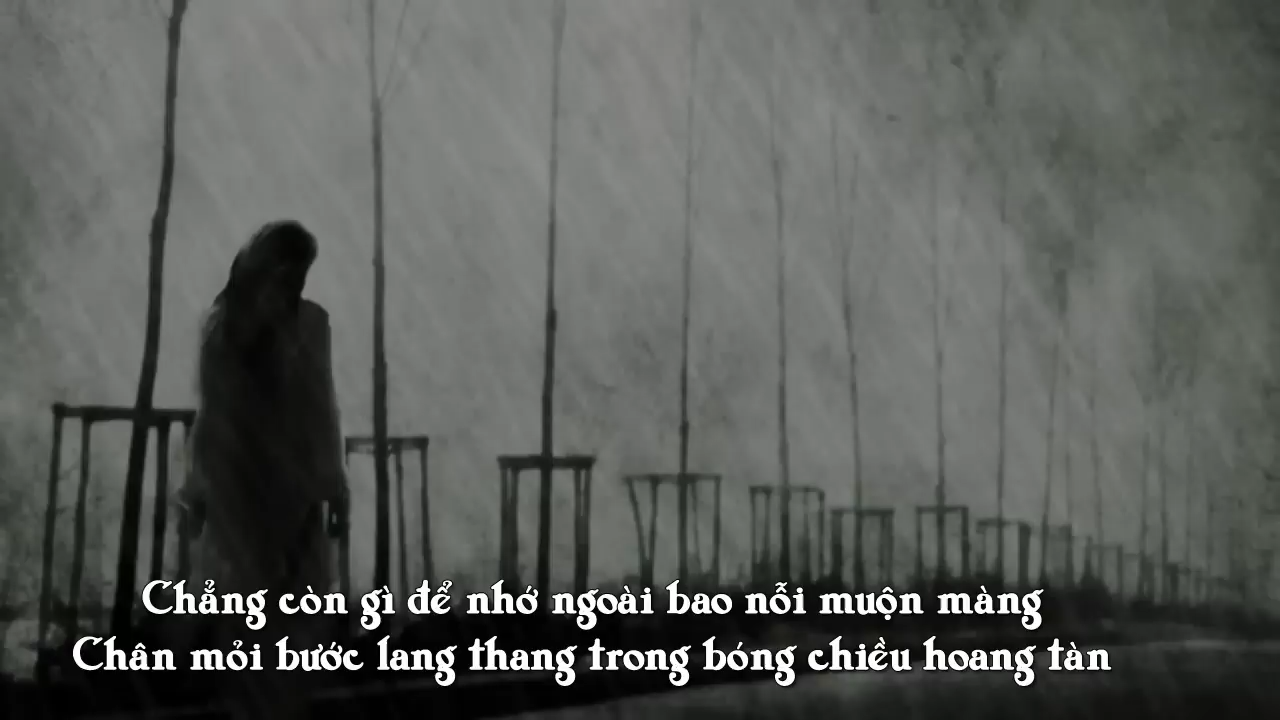 Chẳng còn gì để nhớ ngoài bao nỗi muộn màng
Chân mỏi bước lang thang trong bóng chiều hoang tàn